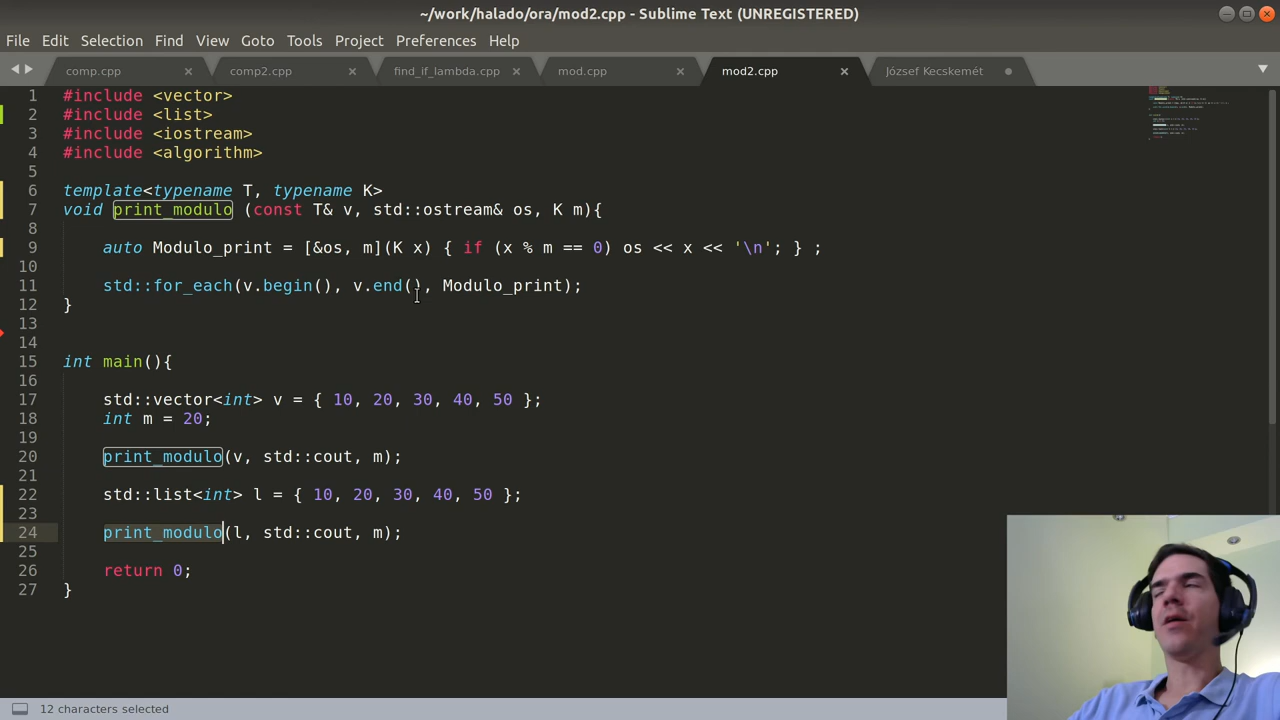 ~/work/halado/ora/mod2.cpp - Sublime Text (UNREGISTERED)
File Edit Selection Find View Goto Tools Project Preferences Help
comp.cpp comp2.cpp find_if_lambda.cpp mod.cpp mod2.cpp József Kecskemét
1 #include <vector>
2 #include <list>
3 #include <iostream>
4 #include <algorithm>
5
6 template<typename T, typename K>
7 void print_modulo (const T& v, std::ostream& os, K m){
8
9 auto Modulo_print = [&os, m](K x) { if (x % m == 0) os << x << '\n'; } ;
10
11 std::for_each(v.begin(), v.end(), Modulo_print);
12 }
13
14
15 int main(){
16
17 std::vector<int> v = { 10, 20, 30, 40, 50 };
18 int m = 20;
19
20 print_modulo(v, std::cout, m);
21
22 std::list<int> l = { 10, 20, 30, 40, 50 };
23
24 print_modulo(l, std::cout, m);
25
26 return 0;
27 }
12 characters selected